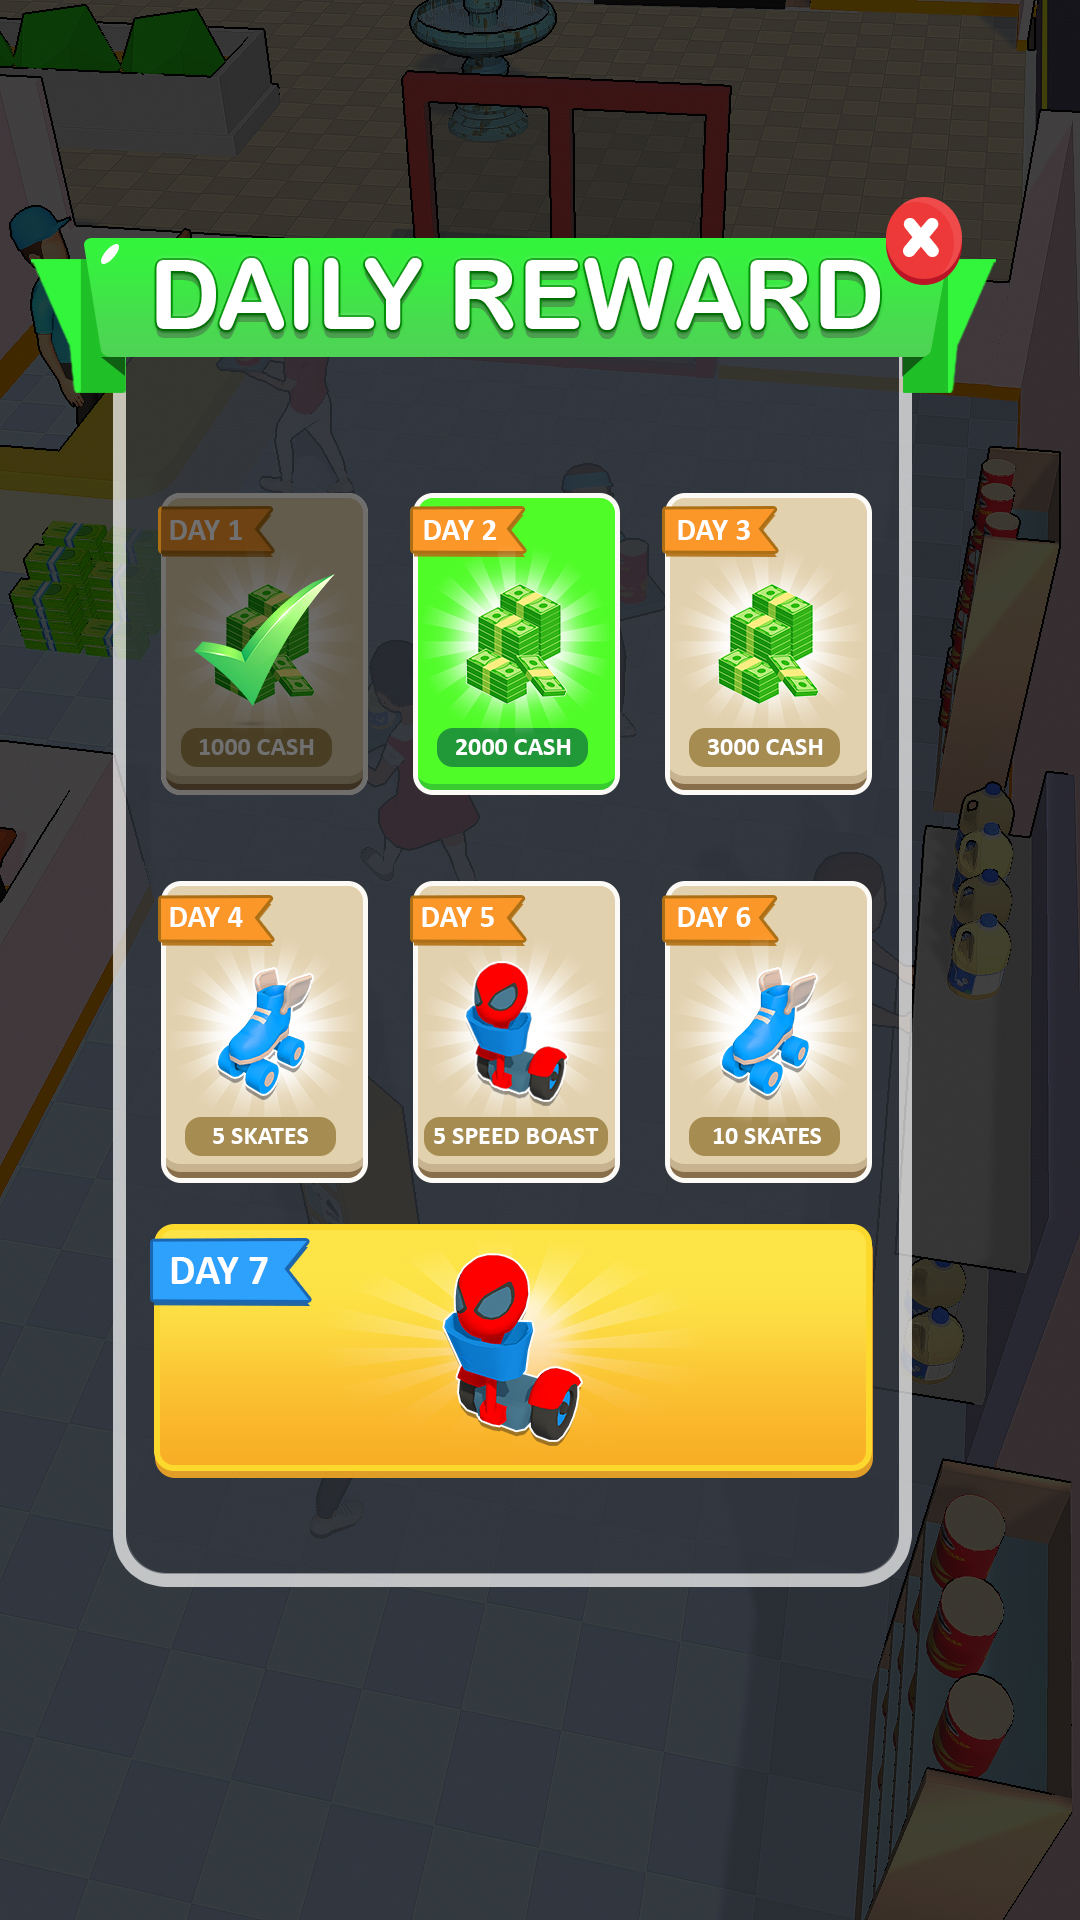 DAILY REWARD
DAY 1
DAY 2
DAY 3
1000 CASH
2000 CASH
3000 CASH
DAY 4
DAY 5
DAY 6
5 SKATES
5 SPEED BOAST
10 SKATES
DAY 7